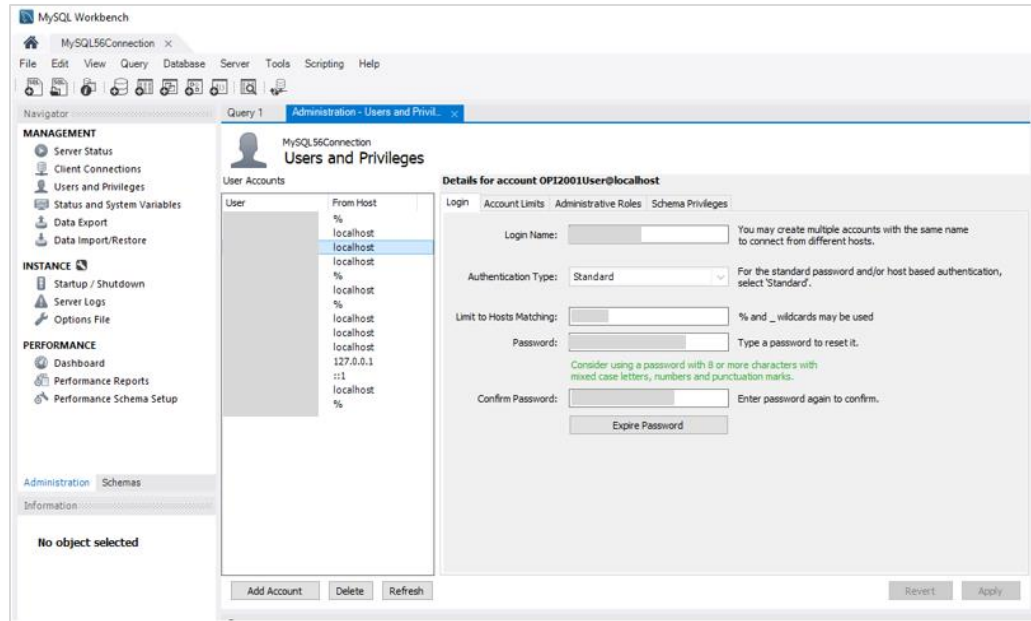 MySQL Workbench
MySQL56Connection ×
File Edit View Query Database Server Tools Scripting Help
Navigator
Query 1
Administration - Users and Privil... ×
MANAGEMENT
Server Status
Client Connections
Users and Privileges
Status and System Variables
Data Export
Data Import/Restore
INSTANCE
Startup / Shutdown
Server Logs
Options File
PERFORMANCE
Dashboard
Performance Reports
Performance Schema Setup
Administration Schemas
Information
No object selected
MySQL56Connection
Users and Privileges
User Accounts
User From Host
%
localhost
localhost
localhost
%
localhost
%
localhost
localhost
localhost
127.0.0.1
::1
localhost
%
Add Account Delete Refresh
Details for account OPI2001User@localhost
Login Account Limits Administrative Roles Schema Privileges
Login Name:
You may create multiple accounts with the same name
to connect from different hosts.
Authentication Type: Standard
For the standard password and/or host based authentication,
select 'Standard'.
Limit to Hosts Matching:
% and _ wildcards may be used
Password:
Type a password to reset it.
Consider using a password with 8 or more characters with
mixed case letters, numbers and punctuation marks.
Confirm Password:
Enter password again to confirm.
Expire Password
Revert Apply